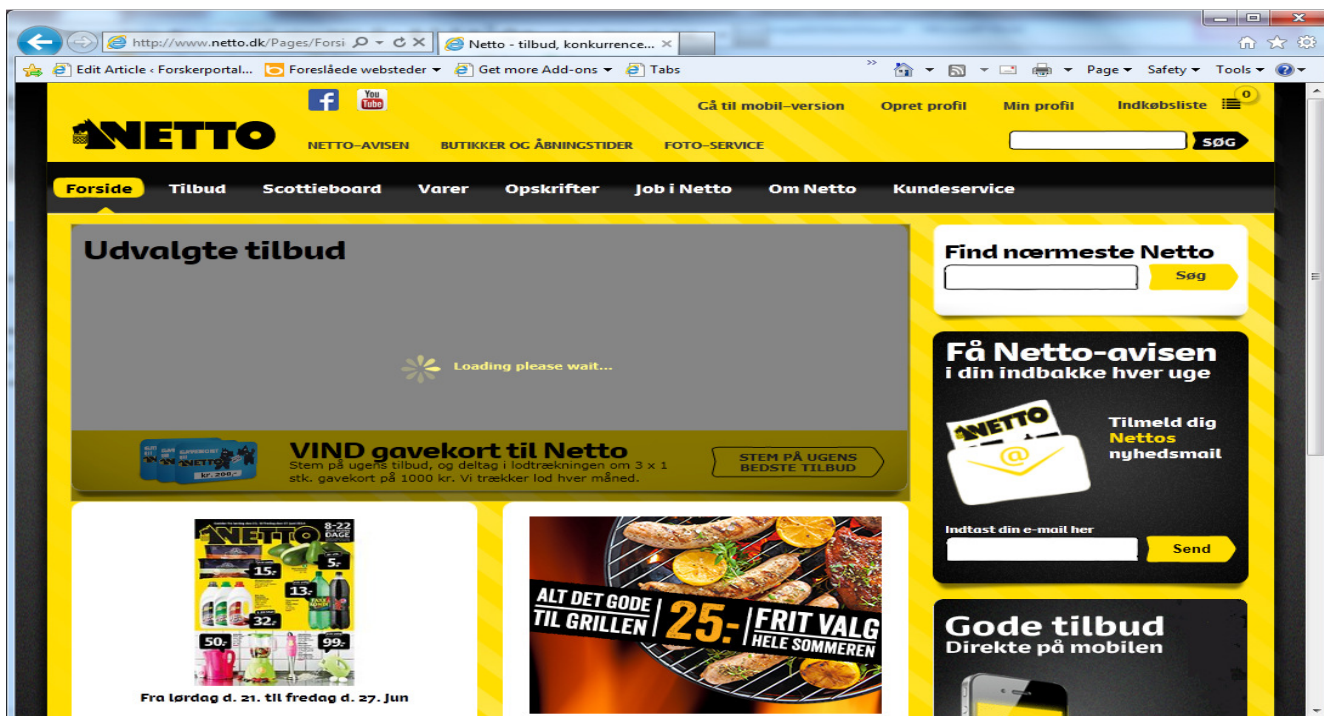 http://www.netto.dk/Pages/Forsi
Netto - tilbud, konkurrence...
Edit Article ‹ Forskerportal...
Foreslåede websteder
Get more Add-ons
Tabs
»
Page
Safety
Tools
You
Tube
Gå til mobil-version
Opret profil
Min profil
Indkøbsliste
0
NETTO
NETTO-AVISEN
BUTIKKER OG ÅBNINGSTIDER
FOTO-SERVICE
SØG
Forside
Tilbud
Scottieboard
Varer
Opskrifter
Job i Netto
Om Netto
Kundeservice
Udvalgte tilbud
Loading please wait...
VIND gavekort til Netto
Stem på ugens tilbud, og deltag i lodtrækningen om 3 x 1
stk. gavekort på 1000 kr. Vi trækker lod hver måned.
NETTO
kr. 200,-
STEM PÅ UGENS
BEDSTE TILBUD
NETTO
8-22
DAGE
15:-
5:-
13:-
32:-
50:-
99:-
Fra lørdag d. 21. til fredag d. 27. jun
ALT DET GODE
TIL GRILLEN
25:-
FRIT VALG
HELE SOMMEREN
Find nærmeste Netto
Søg
Få Netto-avisen
i din indbakke hver uge
NETTO
@
Tilmeld dig
Nettos
nyhedsmail
Indtast din e-mail her
Send
Gode tilbud
Direkte på mobilen